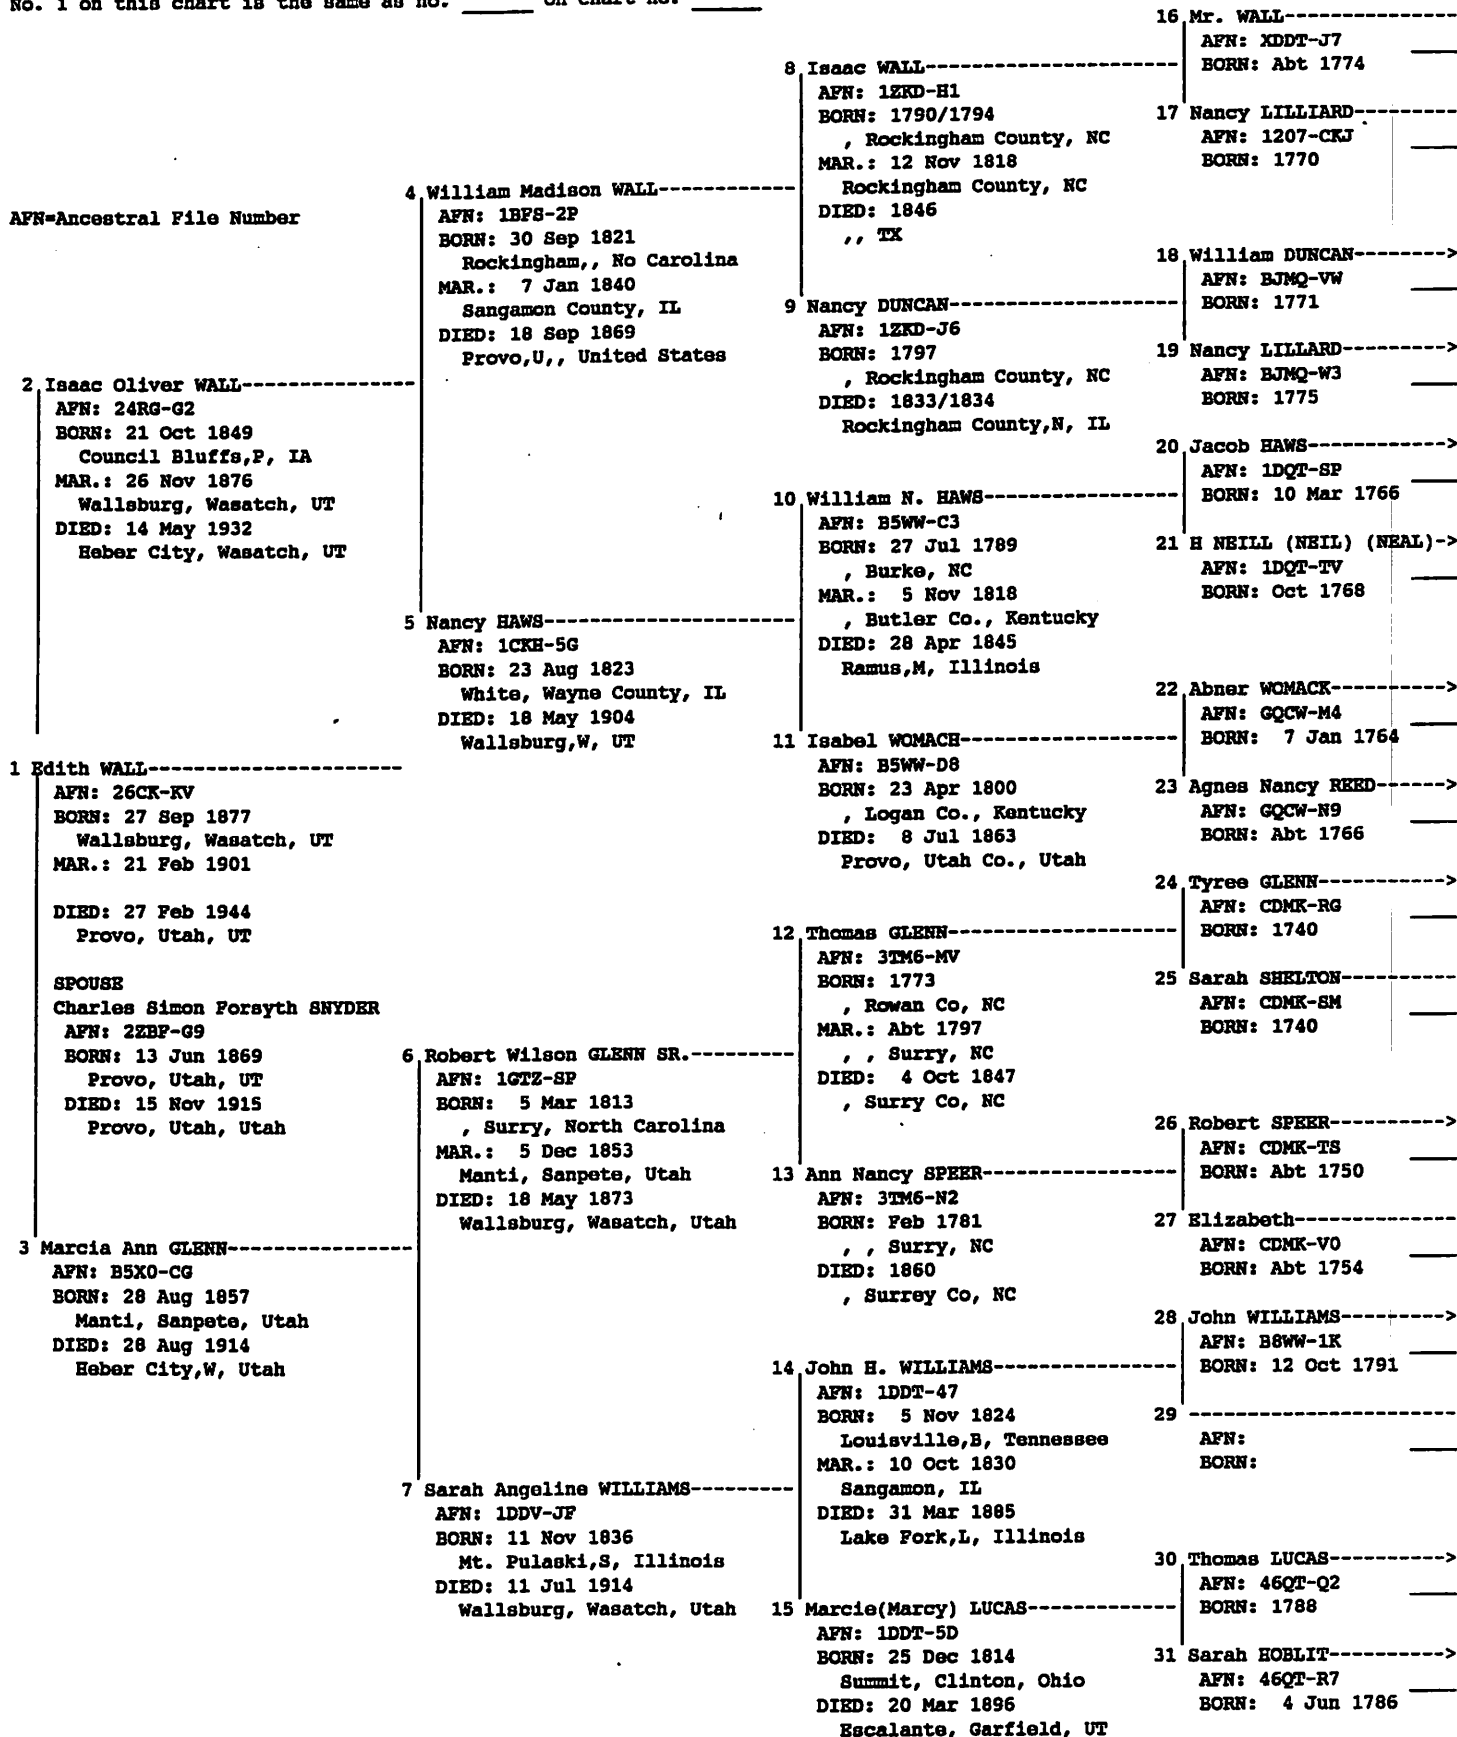 No. 1 on this chart is the same as no. _____ on chart no. _____
16 Mr. WALL
AFN: XDDT-J7
BORN: Abt 1774
8 Isaac WALL
AFN: 1ZKD-H1
BORN: 1790/1794
, Rockingham County, NC
MAR.: 12 Nov 1818
Rockingham County, NC
DIED: 1846
,, TX
17 Nancy LILLIARD
AFN: 1207-CKJ
BORN: 1770
4 William Madison WALL
AFN: 1BFS-2P
BORN: 30 Sep 1821
Rockingham,, No Carolina
MAR.: 7 Jan 1840
Sangamon County, IL
DIED: 18 Sep 1869
Provo,U,, United States
AFN=Ancestral File Number
18 William DUNCAN->
AFN: BJMQ-VW
BORN: 1771
9 Nancy DUNCAN
AFN: 1ZKD-J6
BORN: 1797
, Rockingham County, NC
DIED: 1833/1834
Rockingham County,N, IL
19 Nancy LILLARD->
AFN: BJMQ-W3
BORN: 1775
2 Isaac Oliver WALL
AFN: 24RG-G2
BORN: 21 Oct 1849
Council Bluffs,P, IA
MAR.: 26 Nov 1876
Wallsburg, Wasatch, UT
DIED: 14 May 1932
Heber City, Wasatch, UT
20 Jacob HAWS->
AFN: 1DQT-SP
BORN: 10 Mar 1766
10 William N. HAWS
AFN: B5WW-C3
BORN: 27 Jul 1789
, Burke, NC
MAR.: 5 Nov 1818
, Butler Co., Kentucky
DIED: 28 Apr 1845
Ramus,M, Illinois
21 H NEILL (NEIL) (NEAL)->
AFN: 1DQT-TV
BORN: Oct 1768
5 Nancy HAWS
AFN: 1CKH-5G
BORN: 23 Aug 1823
White, Wayne County, IL
DIED: 18 May 1904
Wallsburg,W, UT
22 Abner WOMACK->
AFN: GQCW-M4
BORN: 7 Jan 1764
11 Isabel WOMACH
AFN: B5WW-D8
BORN: 23 Apr 1800
, Logan Co., Kentucky
DIED: 8 Jul 1863
Provo, Utah Co., Utah
23 Agnes Nancy REED->
AFN: GQCW-N9
BORN: Abt 1766
1 Edith WALL
AFN: 26CK-KV
BORN: 27 Sep 1877
Wallsburg, Wasatch, UT
MAR.: 21 Feb 1901
DIED: 27 Feb 1944
Provo, Utah, UT
SPOUSE
Charles Simon Forsyth SNYDER
AFN: 2ZBF-G9
BORN: 13 Jun 1869
Provo, Utah, UT
DIED: 15 Nov 1915
Provo, Utah, Utah
24 Tyree GLENN->
AFN: CDMK-RG
BORN: 1740
12 Thomas GLENN
AFN: 3TM6-MV
BORN: 1773
, Rowan Co, NC
MAR.: Abt 1797
, , Surry, NC
DIED: 4 Oct 1847
, Surry Co, NC
25 Sarah SHELTON
AFN: CDMK-SM
BORN: 1740
6 Robert Wilson GLENN SR.
AFN: 1GTZ-SP
BORN: 5 Mar 1813
, Surry, North Carolina
MAR.: 5 Dec 1853
Manti, Sanpete, Utah
DIED: 18 May 1873
Wallsburg, Wasatch, Utah
26 Robert SPEER->
AFN: CDMK-TS
BORN: Abt 1750
13 Ann Nancy SPEER
AFN: 3TM6-N2
BORN: Feb 1781
, , Surry, NC
DIED: 1860
, Surrey Co, NC
27 Elizabeth->
AFN: CDMK-V0
BORN: Abt 1754
3 Marcia Ann GLENN
AFN: B5X0-CG
BORN: 28 Aug 1857
Manti, Sanpete, Utah
DIED: 28 Aug 1914
Heber City,W, Utah
28 John WILLIAMS->
AFN: B8WW-1K
BORN: 12 Oct 1791
14 John H. WILLIAMS
AFN: 1DDT-47
BORN: 5 Nov 1824
Louisville,B, Tennessee
MAR.: 10 Oct 1830
Sangamon, IL
DIED: 31 Mar 1885
Lake Fork,L, Illinois
29
AFN:
BORN:
7 Sarah Angeline WILLIAMS
AFN: 1DDV-JF
BORN: 11 Nov 1836
Mt. Pulaski,S, Illinois
DIED: 11 Jul 1914
Wallsburg, Wasatch, Utah
30 Thomas LUCAS->
AFN: 46QT-Q2
BORN: 1788
15 Marcie(Marcy) LUCAS
AFN: 1DDT-5D
BORN: 25 Dec 1814
Summit, Clinton, Ohio
DIED: 20 Mar 1896
Escalante, Garfield, UT
31 Sarah HOBLIT->
AFN: 46QT-R7
BORN: 4 Jun 1786